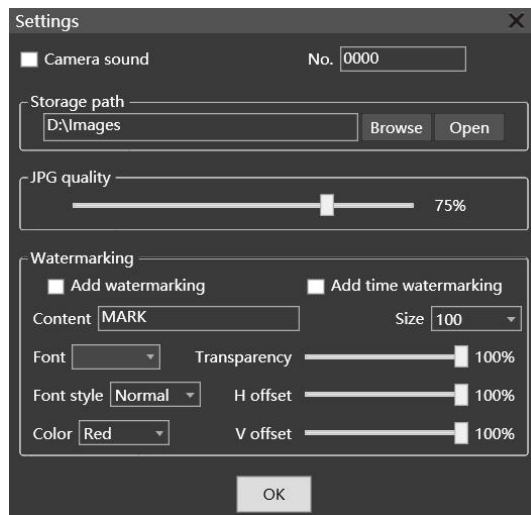 Settings
Camera sound No. 0000
Storage path
D:\Images Browse Open
JPG quality
75%
Watermarking
Add watermarking Add time watermarking
Content MARK Size 100
Font Transparency 100%
Font style Normal H offset 100%
Color Red V offset 100%
OK